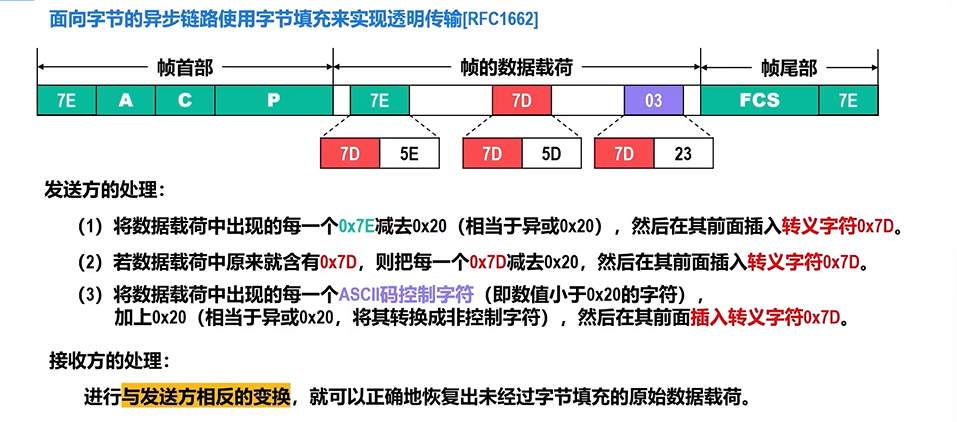 面向字节的异步链路使用字节填充来实现透明传输[RFC1662]
帧首部 帧的数据载荷 帧尾部
7E A C P 7E 7D 03 FCS 7E
7D 5E 7D 5D 7D 23
发送方的处理：
（1）将数据载荷中出现的每一个0x7E减去0x20（相当于异或0x20），然后在其前面插入转义字符0x7D。
（2）若数据载荷中原来就含有0x7D，则把每一个0x7D减去0x20，然后在其前面插入转义字符0x7D。
（3）将数据载荷中出现的每一个ASCII码控制字符（即数值小于0x20的字符），
加上0x20（相当于异或0x20，将其转换成非控制字符），然后在其前面插入转义字符0x7D。
接收方的处理：
进行与发送方相反的变换，就可以正确地恢复出未经过字节填充的原始数据载荷。